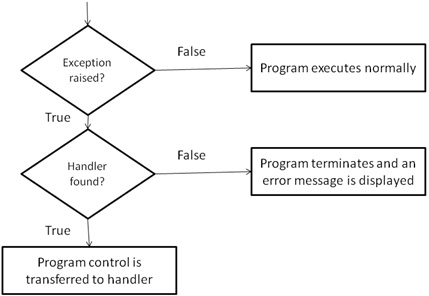 False
Exception
raised?
Program executes normally
True
False
Handler
found?
Program terminates and an
error message is displayed
True
Program control is
transferred to handler